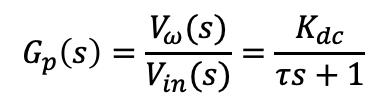 G_p(s) = V_ω(s) / V_in(s) = K_dc / (τs + 1)